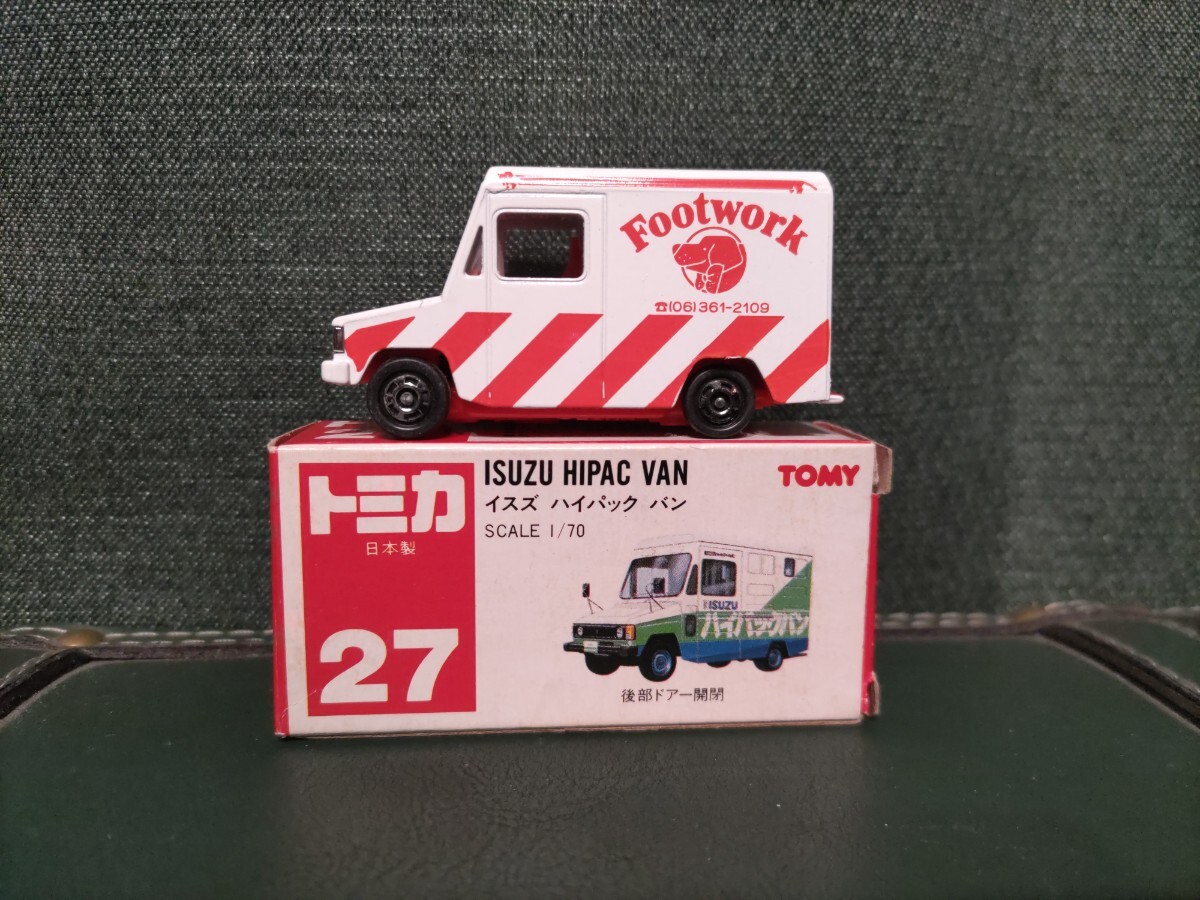 Footwork
☎(06)361-2109
トミカ
日本製
27
ISUZU HIPAC VAN
イスズ ハイパック バン
SCALE 1/70
TOMY
ISUZU
ハイパックバン
後部ドアー開閉